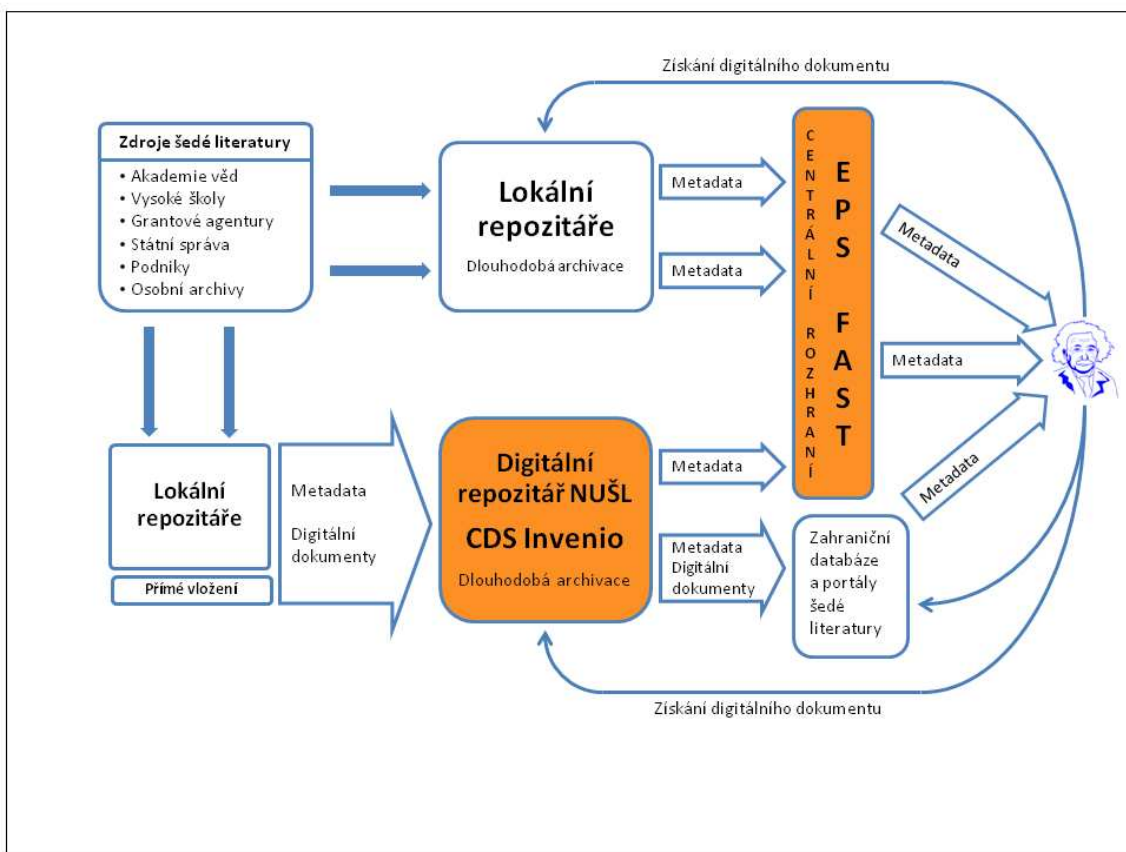 Získání digitálního dokumentu
Zdroje šedé literatury
• Akademie věd
• Vysoké školy
• Grantové agentury
• Státní správa
• Podniky
• Osobní archivy
Lokální
repozitáře
Dlouhodobá archivace
Metadata
Metadata
CENTRÁLNÍ ROZHRANÍ
EPS FAST
Metadata
Metadata
Metadata
Lokální
repozitáře
Přímé vložení
Metadata
Digitální
dokumenty
Digitální
repozitář NUŠL
CDS Invenio
Dlouhodobá archivace
Metadata
Metadata
Digitální
dokumenty
Zahraniční
databáze
a portály
šedé
literatury
Získání digitálního dokumentu